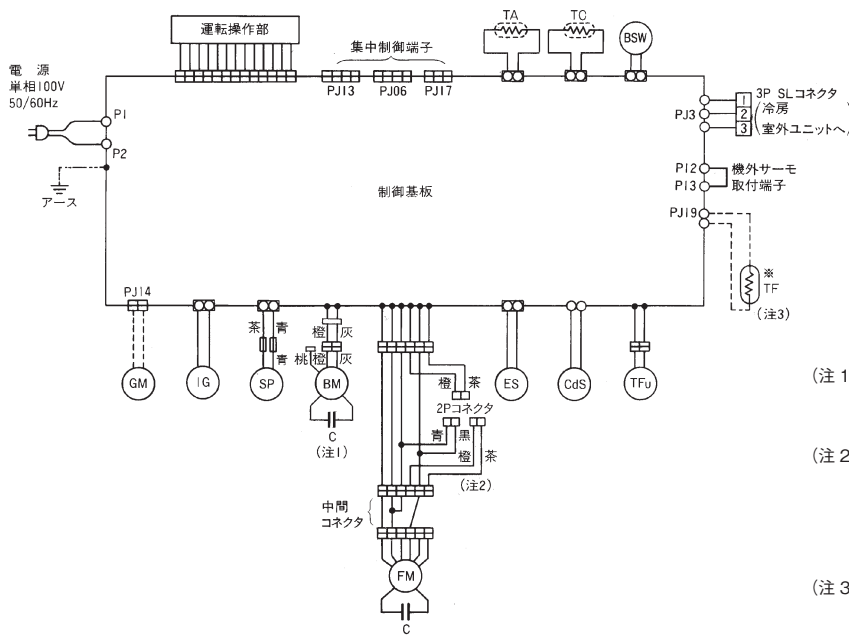 運転操作部
TA
TC
BSW
集中制御端子
PJ13
PJ06
PJ17
電源
単相100V
50/60Hz
P1
P2
アース
制御基板
3P SLコネクタ
PJ3
1
2
3
冷房
室外ユニットへ
P12
P13
機外サーモ
取付端子
PJ19
※
TF
(注3)
PJ14
茶
青
青
橙
灰
桃
橙
灰
GM
IG
SP
BM
C
(注1)
橙
茶
2Pコネクタ
青
黒
橙
茶
(注2)
ES
CdS
TFu
中間
コネクタ
FM
C
(注1
(注2
(注3